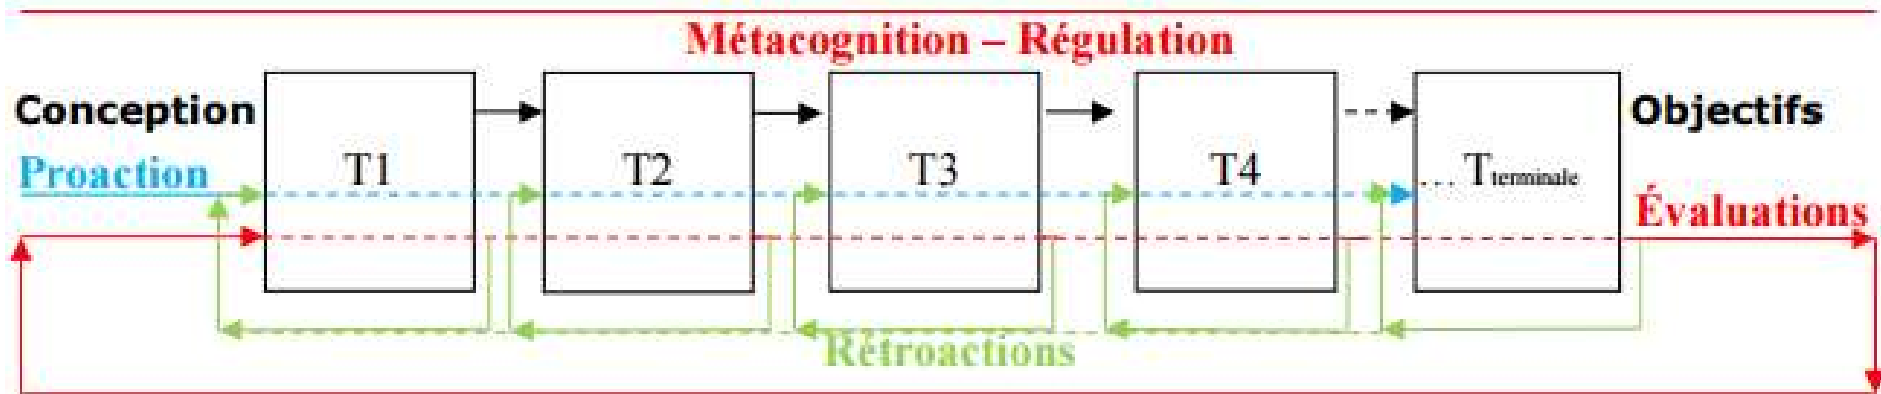 Métacognition – Régulation
Conception
Objectifs
Proaction
T1
T2
T3
T4
... Tterminale
Évaluations
Rétroactions